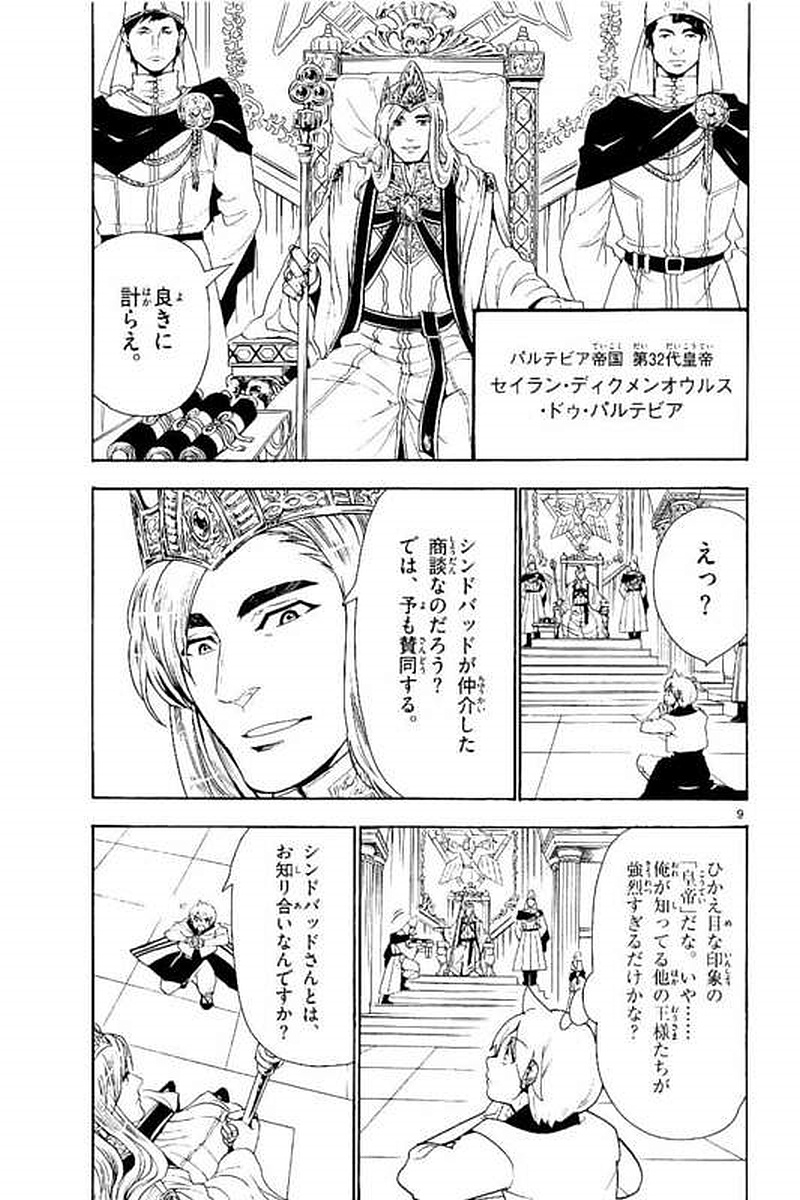 良きに
計らえ。
パルテビア帝国 第32代皇帝
セイラン・ディクメンオウルス
・ドゥ・パルテビア
えっ？
シンドバッドが仲介した
商談なのだろう？
では、予も賛同する。
9
ひかえ目な印象の
「皇帝」だな。いや……
俺が知ってる他の王様たちが
強烈すぎるだけかな？
シンドバッドさんとは、
お知り合いなんですか？